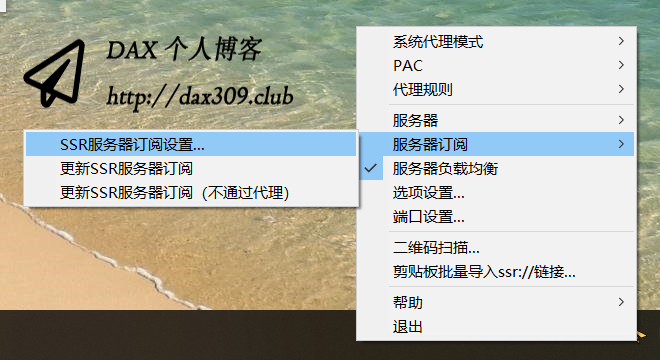 DAX 个人博客
http://dax309.club
系统代理模式
PAC
代理规则
服务器
服务器订阅
服务器负载均衡
选项设置...
端口设置...
二维码扫描...
剪贴板批量导入ssr://链接...
帮助
退出
SSR服务器订阅设置...
更新SSR服务器订阅
更新SSR服务器订阅（不通过代理）